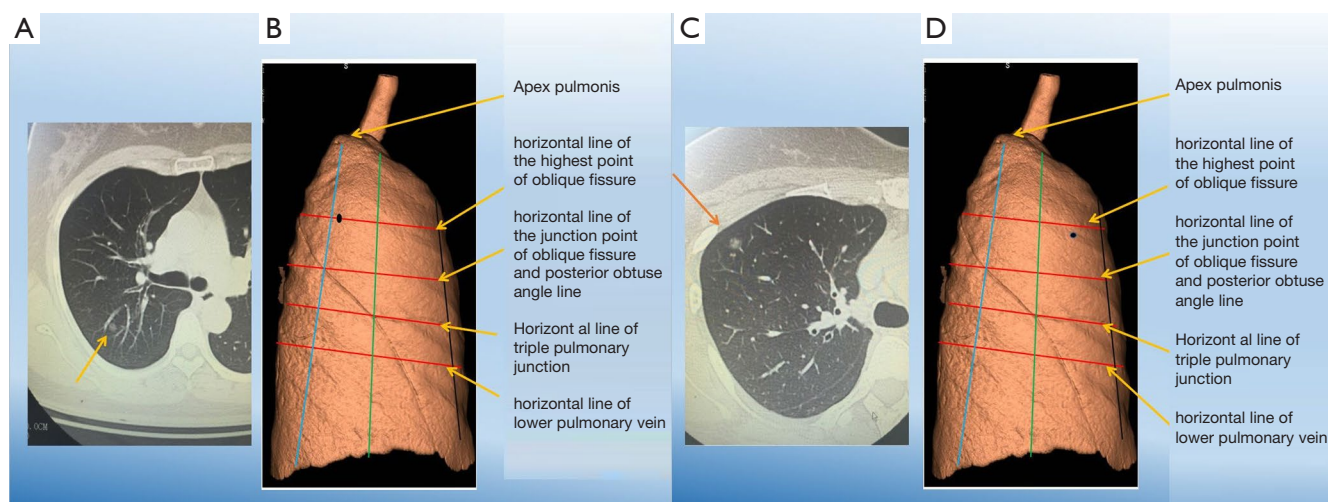 A
B
S
Apex pulmonis
horizontal line of
the highest point
of oblique fissure
horizontal line of
the junction point
of oblique fissure
and posterior obtuse
angle line
Horizont al line of
triple pulmonary
junction
horizontal line of
lower pulmonary vein
.0CM
C
D
S
Apex pulmonis
horizontal line of
the highest point
of oblique fissure
horizontal line of
the junction point
of oblique fissure
and posterior obtuse
angle line
Horizont al line of
triple pulmonary
junction
horizontal line of
lower pulmonary vein